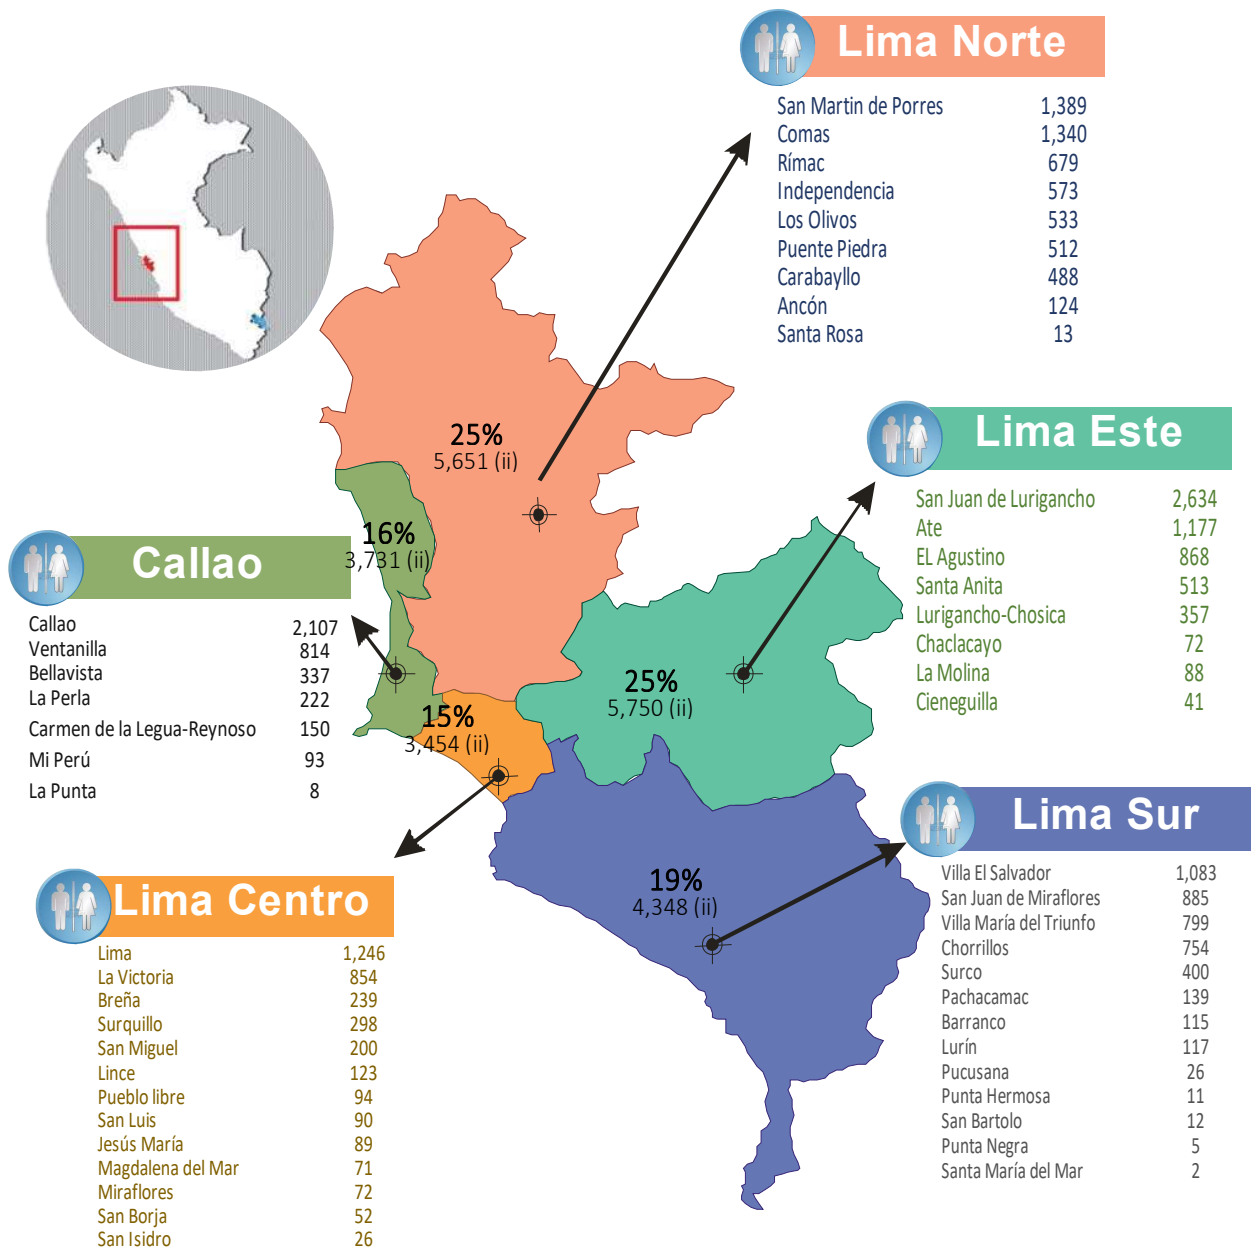 Lima Norte
San Martin de Porres 1,389
Comas 1,340
Rímac 679
Independencia 573
Los Olivos 533
Puente Piedra 512
Carabayllo 488
Ancón 124
Santa Rosa 13
25%
5,651 (ii)
Lima Este
San Juan de Lurigancho 2,634
Ate 1,177
EL Agustino 868
Santa Anita 513
Lurigancho-Chosica 357
Chaclacayo 72
La Molina 88
Cieneguilla 41
16%
3,731 (ii)
Callao
Callao 2,107
Ventanilla 814
Bellavista 337
La Perla 222
Carmen de la Legua-Reynoso 150
Mi Perú 93
La Punta 8
25%
5,750 (ii)
15%
3,454 (ii)
Lima Sur
Villa El Salvador 1,083
San Juan de Miraflores 885
Villa María del Triunfo 799
Chorrillos 754
Surco 400
Pachacamac 139
Barranco 115
Lurín 117
Pucusana 26
Punta Hermosa 11
San Bartolo 12
Punta Negra 5
Santa María del Mar 2
19%
4,348 (ii)
Lima Centro
Lima 1,246
La Victoria 854
Breña 239
Surquillo 298
San Miguel 200
Lince 123
Pueblo libre 94
San Luis 90
Jesús María 89
Magdalena del Mar 71
Miraflores 72
San Borja 52
San Isidro 26